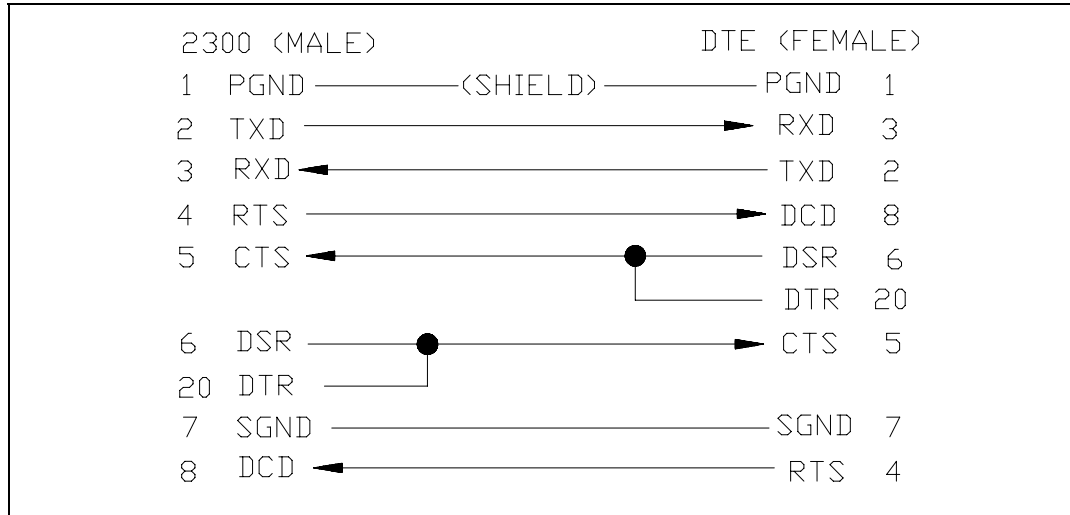 2300 (MALE) DTE (FEMALE)
1 PGND (SHIELD) PGND 1
2 TXD RXD 3
3 RXD TXD 2
4 RTS DCD 8
5 CTS DSR 6
DTR 20
6 DSR CTS 5
20 DTR
7 SGND SGND 7
8 DCD RTS 4